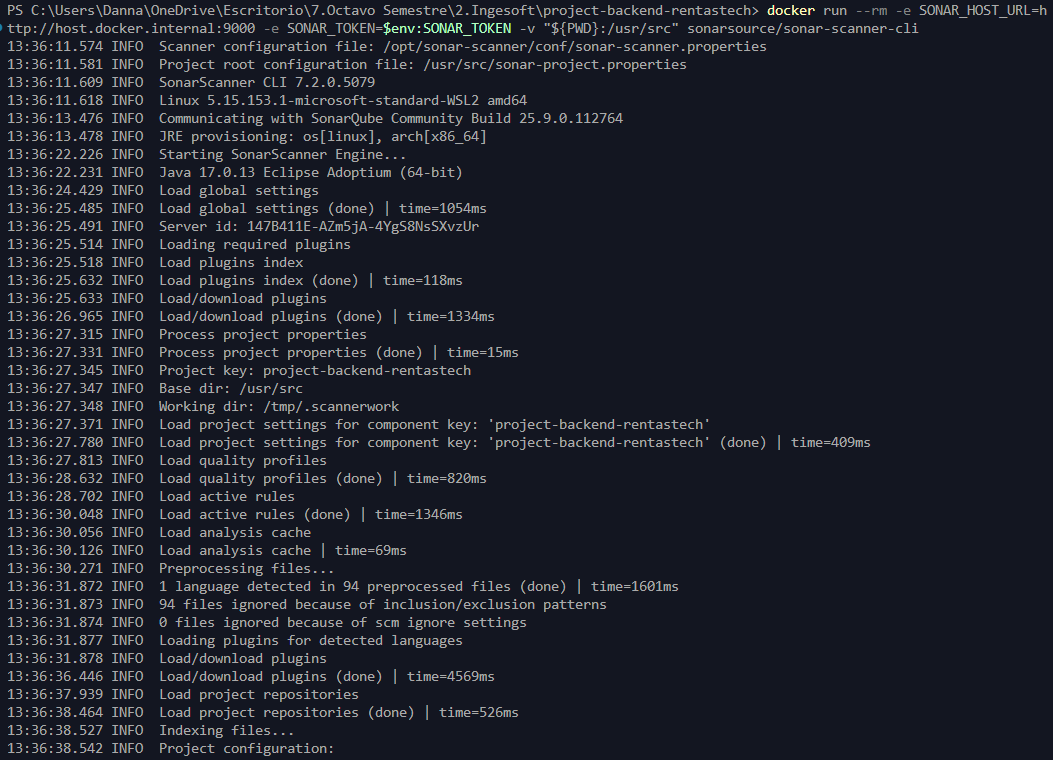 PS C:\Users\Danna\OneDrive\Escritorio\7.Octavo Semestre\2.Ingesoft\project-backend-rentastech> docker run --rm -e SONAR_HOST_URL=h
ttp://host.docker.internal:9000 -e SONAR_TOKEN=$env:SONAR_TOKEN -v "${PWD}:/usr/src" sonarsource/sonar-scanner-cli
13:36:11.574 INFO  Scanner configuration file: /opt/sonar-scanner/conf/sonar-scanner.properties
13:36:11.581 INFO  Project root configuration file: /usr/src/sonar-project.properties
13:36:11.609 INFO  SonarScanner CLI 7.2.0.5079
13:36:11.618 INFO  Linux 5.15.153.1-microsoft-standard-WSL2 amd64
13:36:13.476 INFO  Communicating with SonarQube Community Build 25.9.0.112764
13:36:13.478 INFO  JRE provisioning: os[linux], arch[x86_64]
13:36:22.226 INFO  Starting SonarScanner Engine...
13:36:22.231 INFO  Java 17.0.13 Eclipse Adoptium (64-bit)
13:36:24.429 INFO  Load global settings
13:36:25.485 INFO  Load global settings (done) | time=1054ms
13:36:25.491 INFO  Server id: 147B411E-AZm5jA-4YgS8NsSXvzUr
13:36:25.514 INFO  Loading required plugins
13:36:25.518 INFO  Load plugins index
13:36:25.632 INFO  Load plugins index (done) | time=118ms
13:36:25.633 INFO  Load/download plugins
13:36:26.965 INFO  Load/download plugins (done) | time=1334ms
13:36:27.315 INFO  Process project properties
13:36:27.331 INFO  Process project properties (done) | time=15ms
13:36:27.345 INFO  Project key: project-backend-rentastech
13:36:27.347 INFO  Base dir: /usr/src
13:36:27.348 INFO  Working dir: /tmp/.scannerwork
13:36:27.371 INFO  Load project settings for component key: 'project-backend-rentastech'
13:36:27.780 INFO  Load project settings for component key: 'project-backend-rentastech' (done) | time=409ms
13:36:27.813 INFO  Load quality profiles
13:36:28.632 INFO  Load quality profiles (done) | time=820ms
13:36:28.702 INFO  Load active rules
13:36:30.048 INFO  Load active rules (done) | time=1346ms
13:36:30.056 INFO  Load analysis cache
13:36:30.126 INFO  Load analysis cache | time=69ms
13:36:30.271 INFO  Preprocessing files...
13:36:31.872 INFO  1 language detected in 94 preprocessed files (done) | time=1601ms
13:36:31.873 INFO  94 files ignored because of inclusion/exclusion patterns
13:36:31.874 INFO  0 files ignored because of scm ignore settings
13:36:31.877 INFO  Loading plugins for detected languages
13:36:31.878 INFO  Load/download plugins
13:36:36.446 INFO  Load/download plugins (done) | time=4569ms
13:36:37.939 INFO  Load project repositories
13:36:38.464 INFO  Load project repositories (done) | time=526ms
13:36:38.527 INFO  Indexing files...
13:36:38.542 INFO  Project configuration: